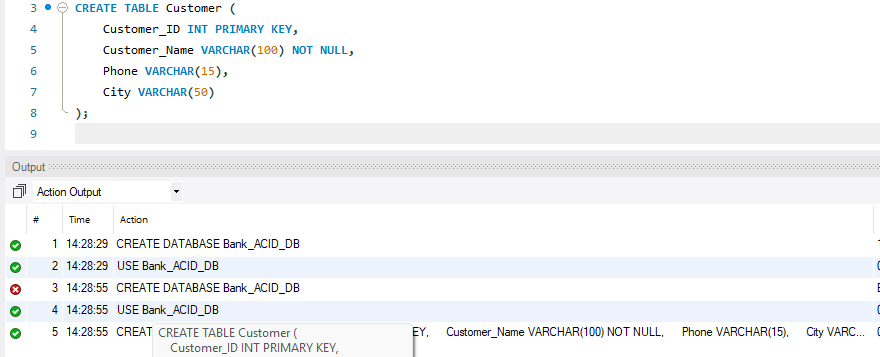 3 CREATE TABLE Customer (
4 Customer_ID INT PRIMARY KEY,
5 Customer_Name VARCHAR(100) NOT NULL,
6 Phone VARCHAR(15),
7 City VARCHAR(50)
8 );
9
Output
Action Output
# Time Action
1 14:28:29 CREATE DATABASE Bank_ACID_DB
2 14:28:29 USE Bank_ACID_DB
3 14:28:55 CREATE DATABASE Bank_ACID_DB
4 14:28:55 USE Bank_ACID_DB
5 14:28:55 CREAT EY, Customer_Name VARCHAR(100) NOT NULL, Phone VARCHAR(15), City VARC...
CREATE TABLE Customer (
Customer_ID INT PRIMARY KEY,